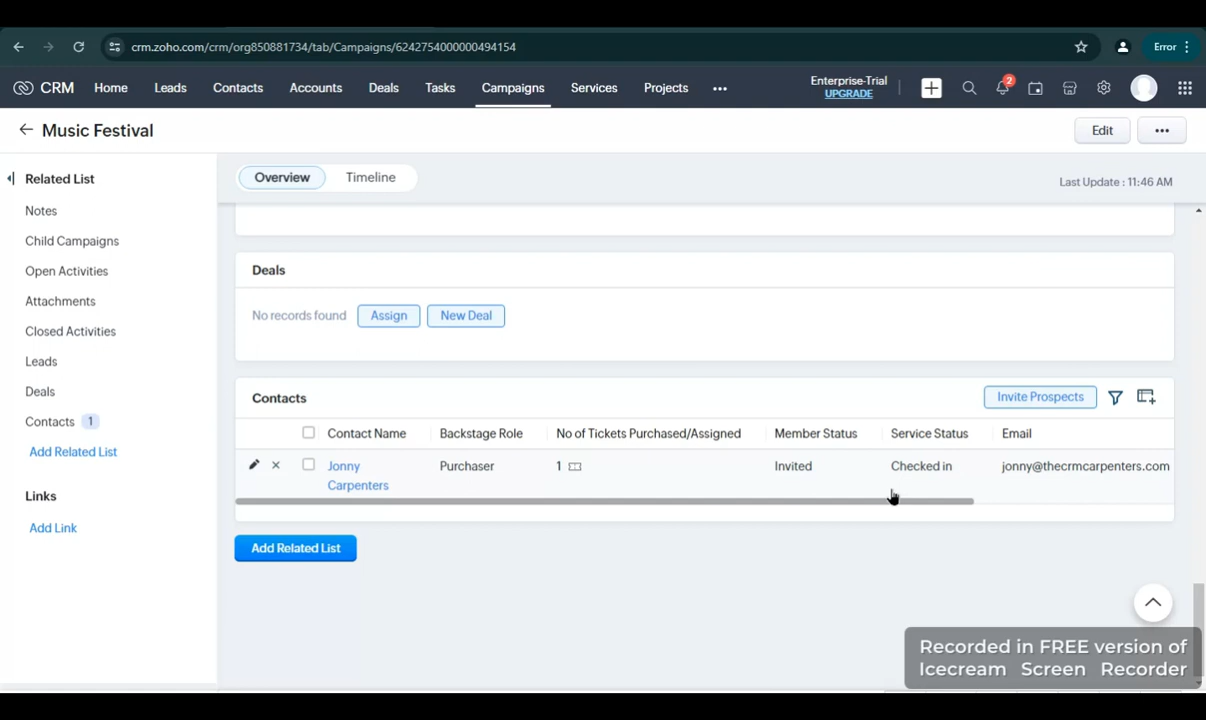 crm.zoho.com/crm/org850881734/tab/Campaigns/6242754000000494154
Error
CRM Home Leads Contacts Accounts Deals Tasks Campaigns Services Projects
Enterprise-Trial
UPGRADE
2
Music Festival
Edit
Related List
Notes
Child Campaigns
Open Activities
Attachments
Closed Activities
Leads
Deals
Contacts 1
Add Related List
Links
Add Link
Overview Timeline
Last Update : 11:46 AM
Deals
No records found Assign New Deal
Contacts
Invite Prospects
Contact Name Backstage Role No of Tickets Purchased/Assigned Member Status Service Status Email
Jonny Purchaser 1 Invited Checked in jonny@thecrmcarpenters.com
Carpenters
Add Related List
Recorded in FREE version of
Icecream Screen Recorder